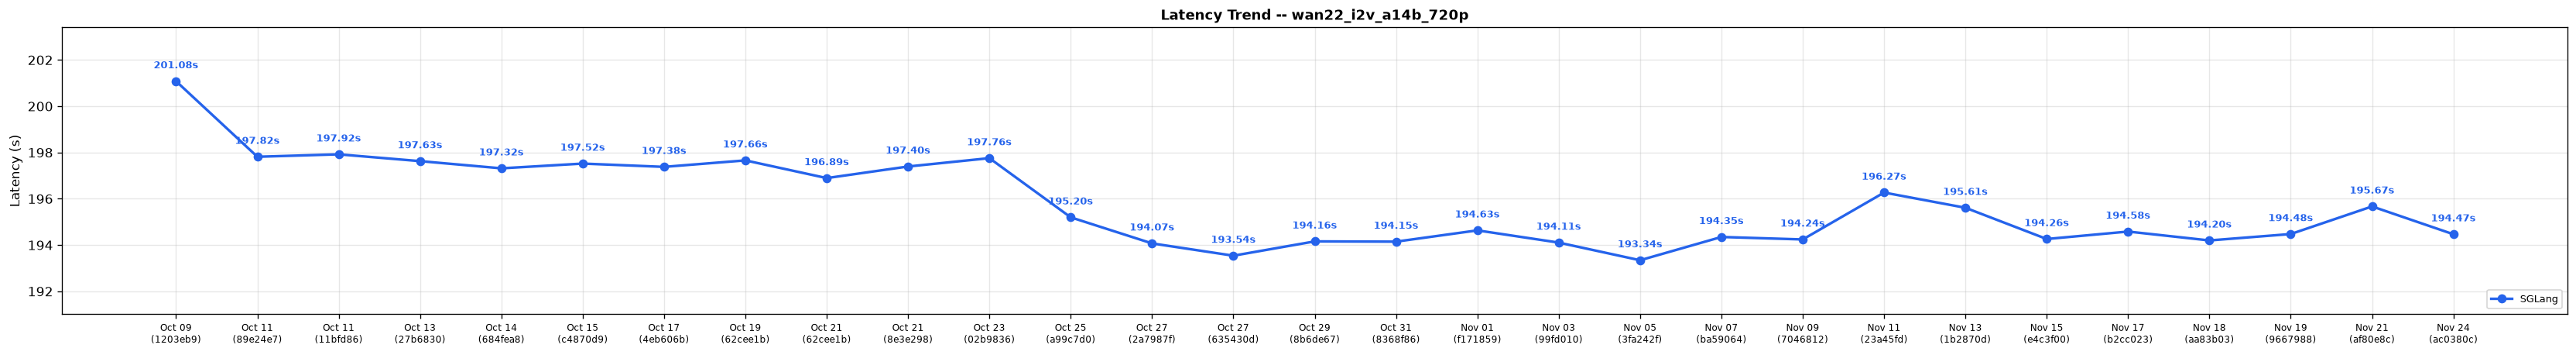 Latency Trend -- wan22_i2v_a14b_720p
Latency (s)
202
200
198
196
194
192
201.08s
197.82s
197.92s
197.63s
197.32s
197.52s
197.38s
197.66s
196.89s
197.40s
197.76s
195.20s
194.07s
193.54s
194.16s
194.15s
194.63s
194.11s
193.34s
194.35s
194.24s
196.27s
195.61s
194.26s
194.58s
194.20s
194.48s
195.67s
194.47s
SGLang
Oct 09
(1203eb9)
Oct 11
(89e24e7)
Oct 11
(11bfd86)
Oct 13
(27b6830)
Oct 14
(684fea8)
Oct 15
(c4870d9)
Oct 17
(4eb606b)
Oct 19
(62cee1b)
Oct 21
(62cee1b)
Oct 21
(8e3e298)
Oct 23
(02b9836)
Oct 25
(a99c7d0)
Oct 27
(2a7987f)
Oct 27
(635430d)
Oct 29
(8b6de67)
Oct 31
(8368f86)
Nov 01
(f171859)
Nov 03
(99fd010)
Nov 05
(3fa242f)
Nov 07
(ba59064)
Nov 09
(7046812)
Nov 11
(23a45fd)
Nov 13
(1b2870d)
Nov 15
(e4c3f00)
Nov 17
(b2cc023)
Nov 18
(aa83b03)
Nov 19
(9667988)
Nov 21
(af80e8c)
Nov 24
(ac0380c)